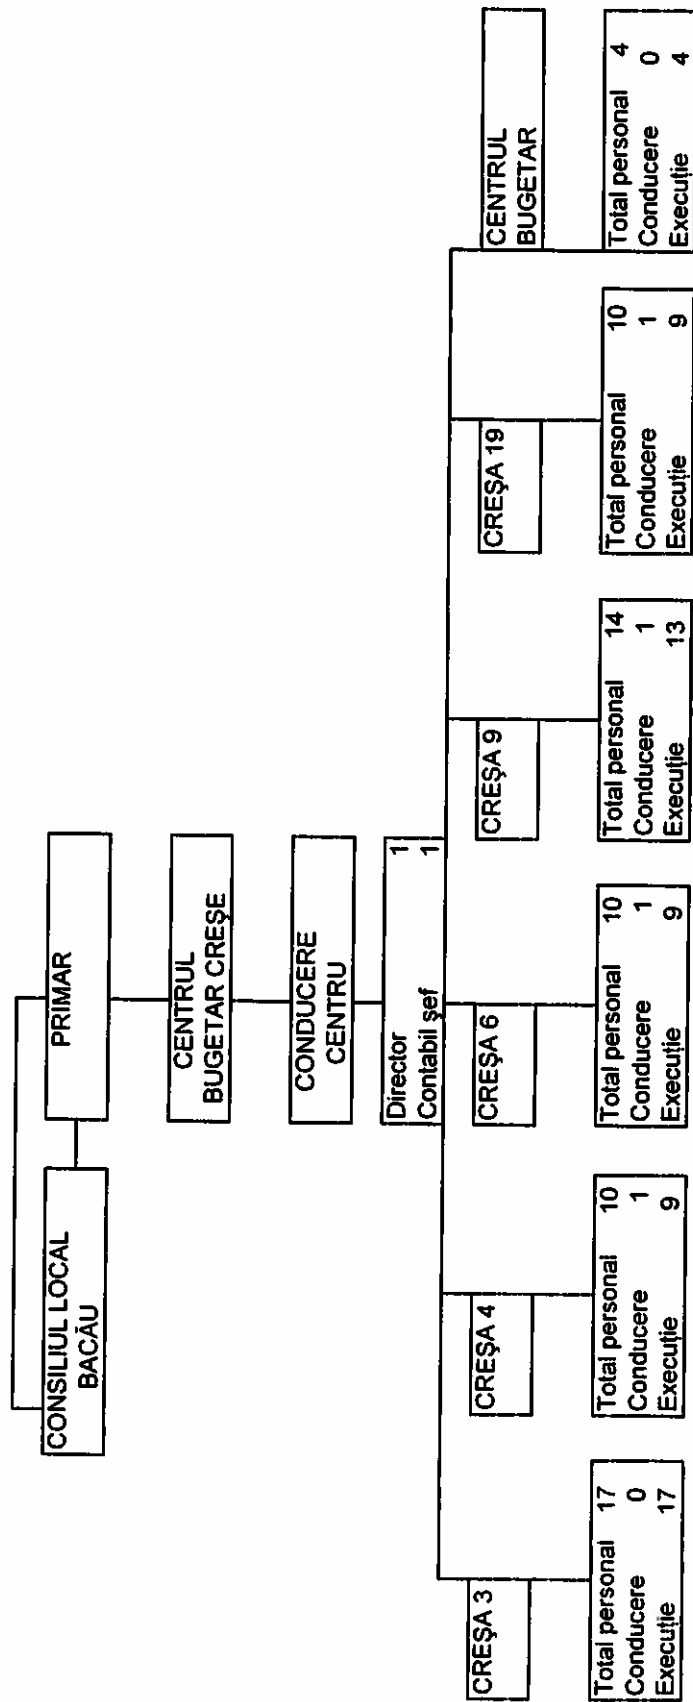 CONSILIUL LOCAL
BACĂU
PRIMAR
CENTRUL
BUGETAR CREȘE
CONDUCERE
CENTRU
Director 1
Contabil șef 1
CREȘA 3
Total personal 17
Conducere 0
Execuție 17
CREȘA 4
Total personal 10
Conducere 1
Execuție 9
CREȘA 6
Total personal 10
Conducere 1
Execuție 9
CREȘA 9
Total personal 14
Conducere 1
Execuție 13
CREȘA 19
Total personal 10
Conducere 1
Execuție 9
CENTRUL
BUGETAR
Total personal 4
Conducere 0
Execuție 4